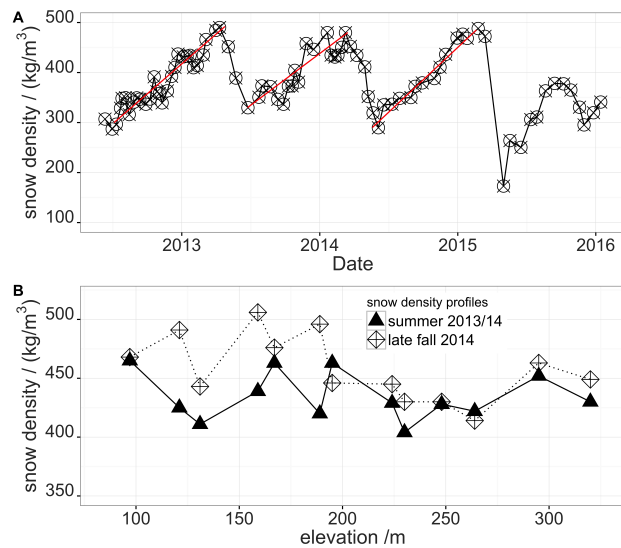 A
500
400
300
200
100
snow density / (kg/m³)
2013
2014
2015
2016
Date
B
snow density profiles
summer 2013/14
late fall 2014
500
450
400
350
snow density / (kg/m³)
100
150
200
250
300
elevation /m